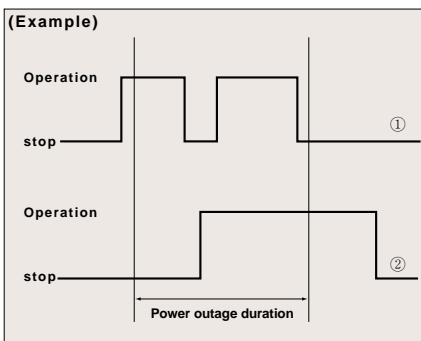 (Example)
Operation
①
stop
Operation
②
stop
Power outage duration